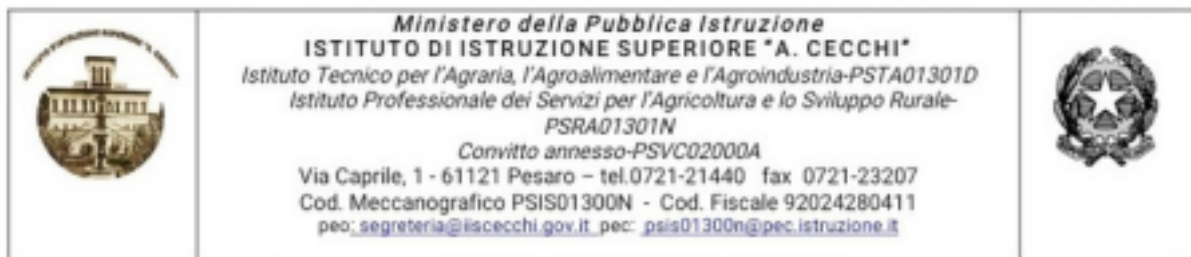 Ministero della Pubblica Istruzione
ISTITUTO DI ISTRUZIONE SUPERIORE "A. CECCHI"
Istituto Tecnico per l'Agraria, l'Agroalimentare e l'Agroindustria-PSTA01301D
Istituto Professionale dei Servizi per l'Agricoltura e lo Sviluppo Rurale-
PSRA01301N
Convitto annesso-PSVC02000A
Via Caprile, 1 - 61121 Pesaro – tel.0721-21440 fax 0721-23207
Cod. Meccanografico PSIS01300N - Cod. Fiscale 92024280411
peo: segreteria@iiscecchi.gov.it pec: psis01300n@pec.istruzione.it